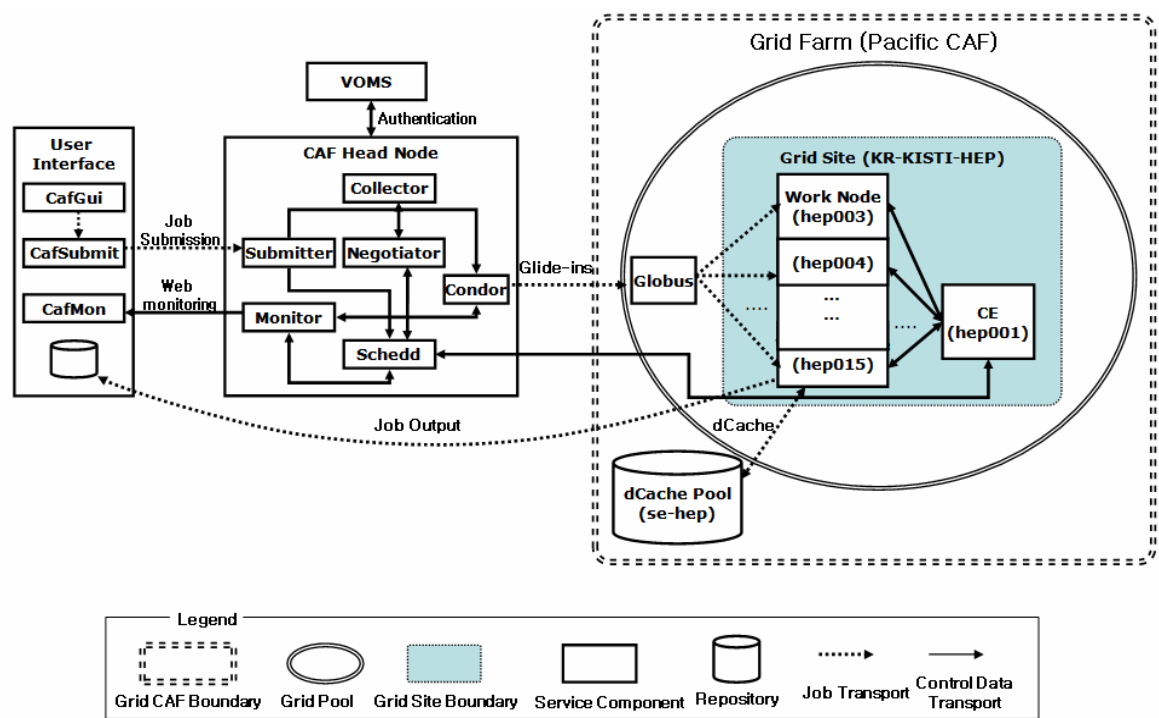 Grid Farm (Pacific CAF)
VOMS
Authentication
User
Interface
CafGui
CafSubmit
CafMon
Job
Submission
Web
monitoring
CAF Head Node
Collector
Submitter
Negotiator
Condor
Monitor
Schedd
Glide-ins
Globus
Grid Site (KR-KISTI-HEP)
Work Node
(hep003)
(hep004)
...
...
....
....
(hep015)
CE
(hep001)
Job Output
dCache
dCache Pool
(se-hep)
Legend
Grid CAF Boundary
Grid Pool
Grid Site Boundary
Service Component
Repository
Job Transport
Control Data
Transport